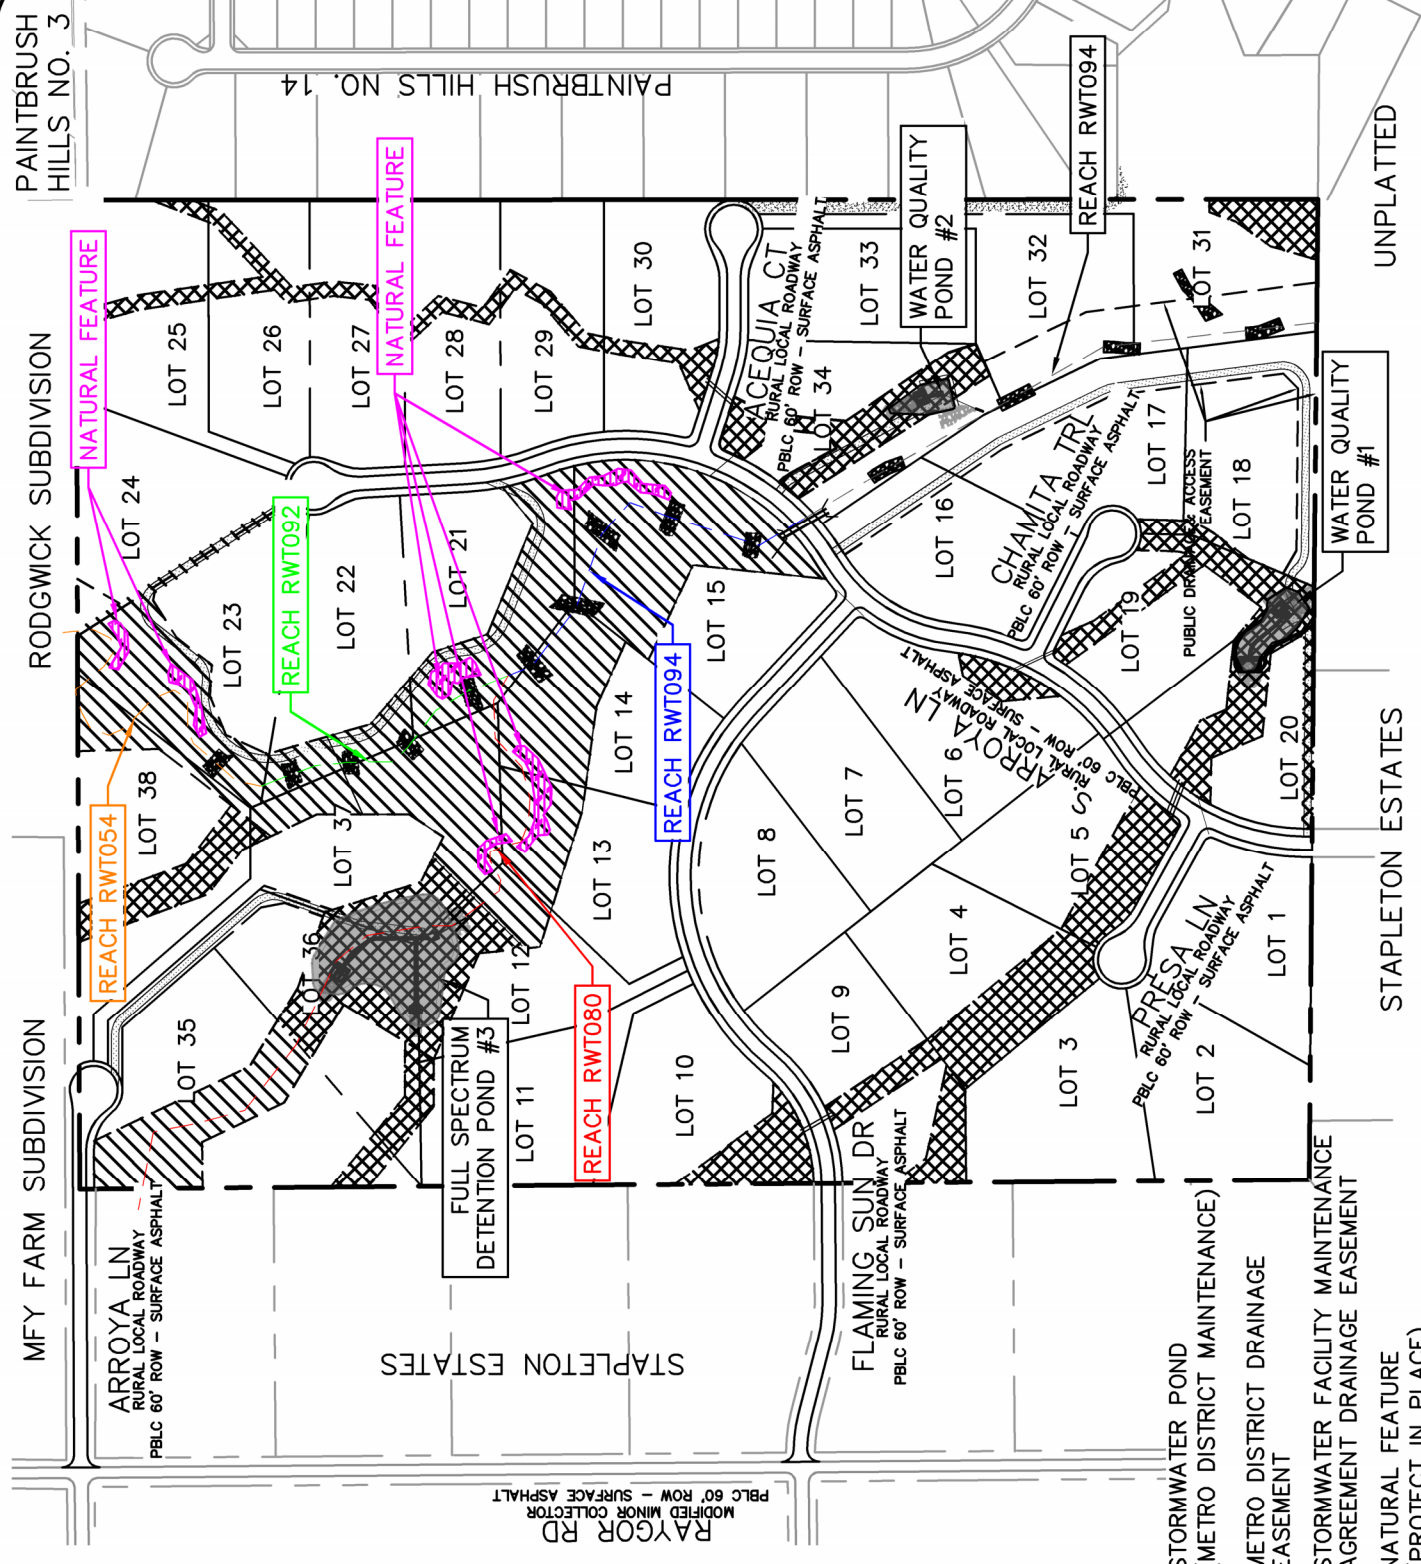 PAINTBRUSH
HILLS NO. 3
PAINTBRUSH HILLS NO. 14
RODGWICK SUBDIVISION
MFY FARM SUBDIVISION
UNPLATTED
STAPLETON ESTATES
STAPLETON ESTATES
NATURAL FEATURE
NATURAL FEATURE
REACH RWT094
WATER QUALITY
POND #2
WATER QUALITY
POND #1
REACH RWT092
REACH RWT094
REACH RWT054
REACH RWT080
FULL SPECTRUM
DETENTION POND #3
LOT 25
LOT 26
LOT 27
LOT 28
LOT 29
LOT 30
LOT 33
LOT 32
LOT 31
LOT 34
LOT 24
LOT 23
LOT 22
LOT 21
LOT 15
LOT 16
LOT 17
LOT 18
LOT 19
LOT 20
LOT 38
LOT 3
LOT 14
LOT 13
LOT 8
LOT 7
LOT 6
LOT 5
LOT 4
LOT 9
LOT 36
LOT 35
LOT 12
LOT 11
LOT 10
LOT 3
LOT 2
LOT 1
ACEQUIA CT
RURAL LOCAL ROADWAY
PBLC 60' ROW - SURFACE ASPHALT
CHAMITA TRL
RURAL LOCAL ROADWAY
PBLC 60' ROW - SURFACE ASPHALT
PUBLIC DRAINAGE & ACCESS
EASEMENT
S. ARROYA LN
RURAL LOCAL ROADWAY
PBLC 60' ROW SURFACE ASPHALT
PRESA LN
RURAL LOCAL ROADWAY
PBLC 60' ROW - SURFACE ASPHALT
ARROYA LN
RURAL LOCAL ROADWAY
PBLC 60' ROW - SURFACE ASPHALT
FLAMING SUN DR
RURAL LOCAL ROADWAY
PBLC 60' ROW - SURFACE ASPHALT
RAYGOR RD
MODIFIED MINOR COLLECTOR
PBLC 60' ROW - SURFACE ASPHALT
STORMWATER POND
(METRO DISTRICT MAINTENANCE)
METRO DISTRICT DRAINAGE
EASEMENT
STORMWATER FACILITY MAINTENANCE
AGREEMENT DRAINAGE EASEMENT
NATURAL FEATURE
(PROTECT IN PLACE)